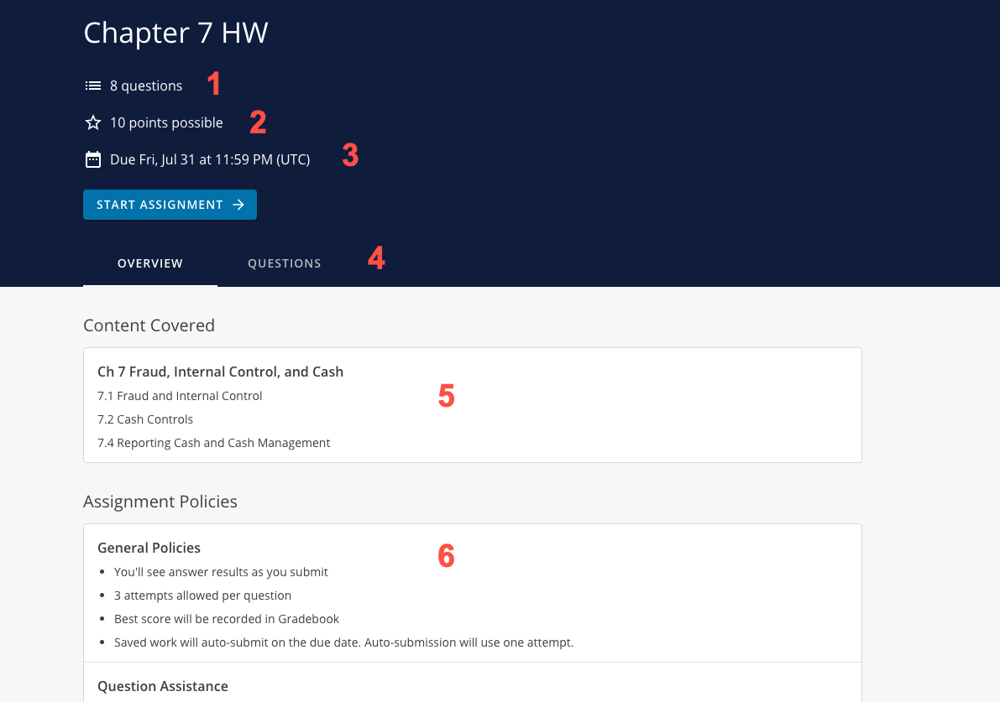 Chapter 7 HW
8 questions 1
10 points possible 2
Due Fri, Jul 31 at 11:59 PM (UTC) 3
START ASSIGNMENT
OVERVIEW QUESTIONS 4
Content Covered
Ch 7 Fraud, Internal Control, and Cash
7.1 Fraud and Internal Control 5
7.2 Cash Controls
7.4 Reporting Cash and Cash Management
Assignment Policies
General Policies 6
• You'll see answer results as you submit
• 3 attempts allowed per question
• Best score will be recorded in Gradebook
• Saved work will auto-submit on the due date. Auto-submission will use one attempt.
Question Assistance